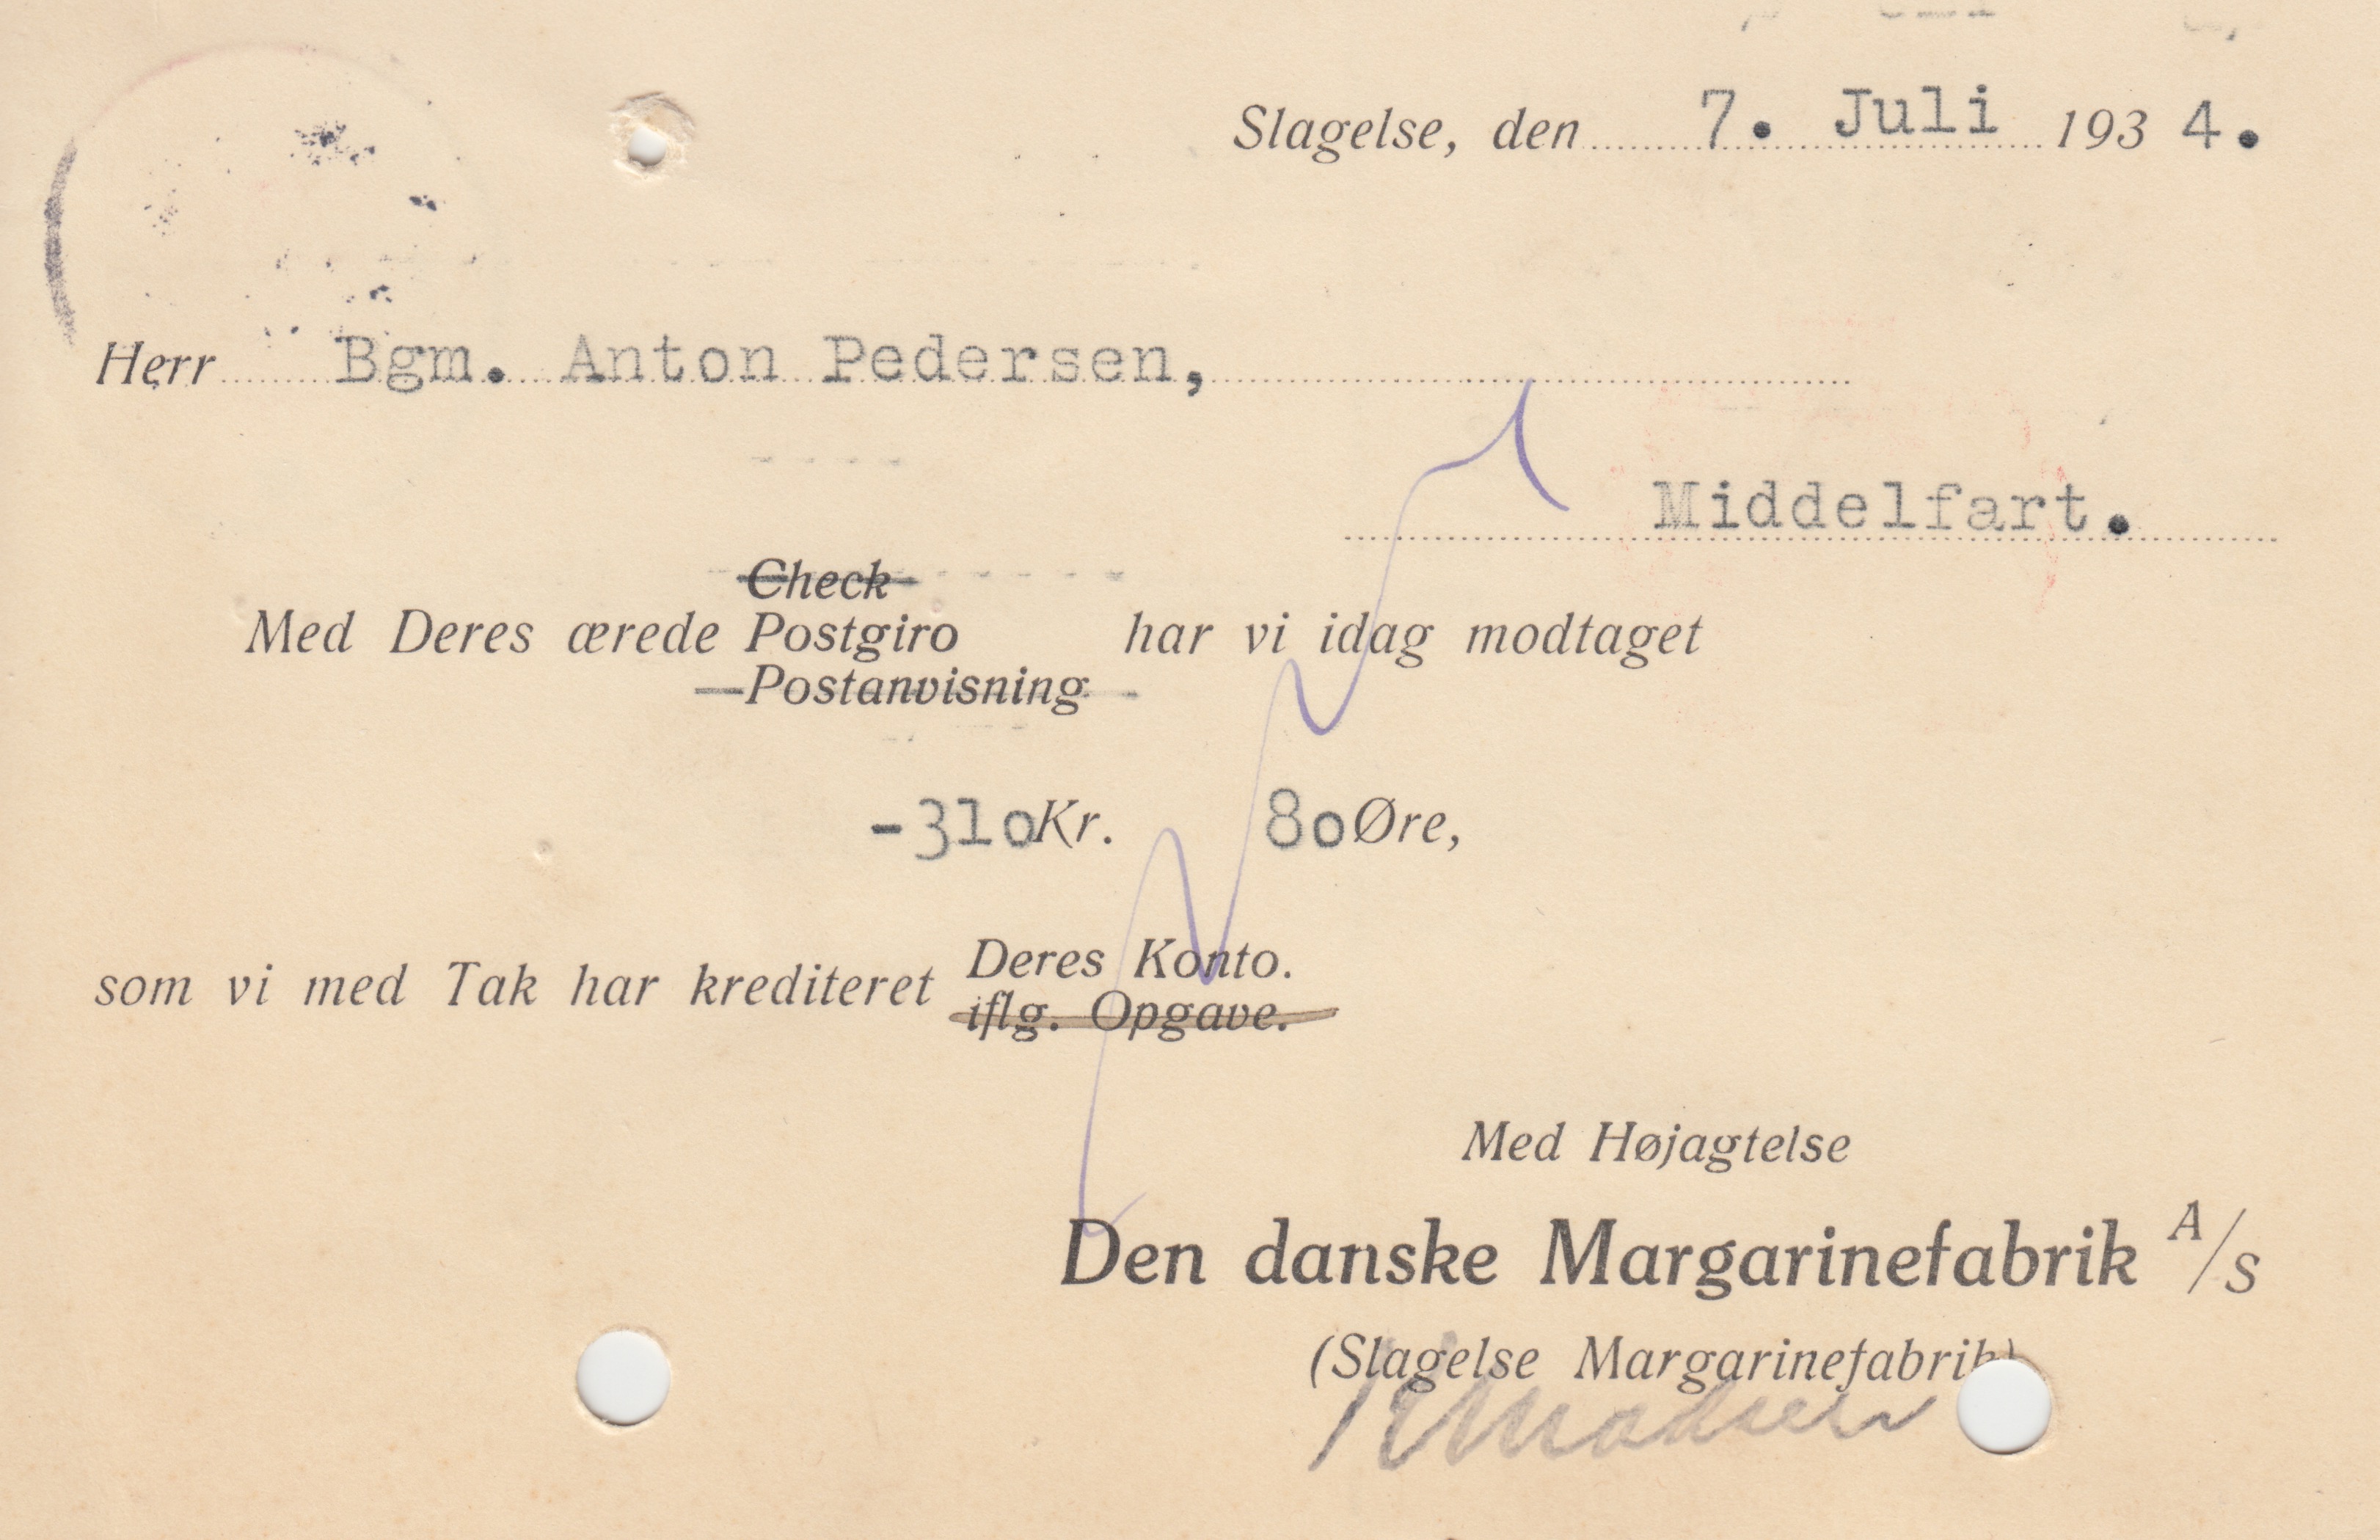 Slagelse, den 7. Juli 1934.
Herr Bgm. Anton Pedersen,
Middelfart.
Check
Med Deres ærede Postgiro har vi idag modtaget
Postanvisning
-310 Kr. 80 Øre,
som vi med Tak har krediteret Deres Konto.
iflg. Opgave.
Med Højagtelse
Den danske Margarinefabrik A/S
(Slagelse Margarinefabrik)